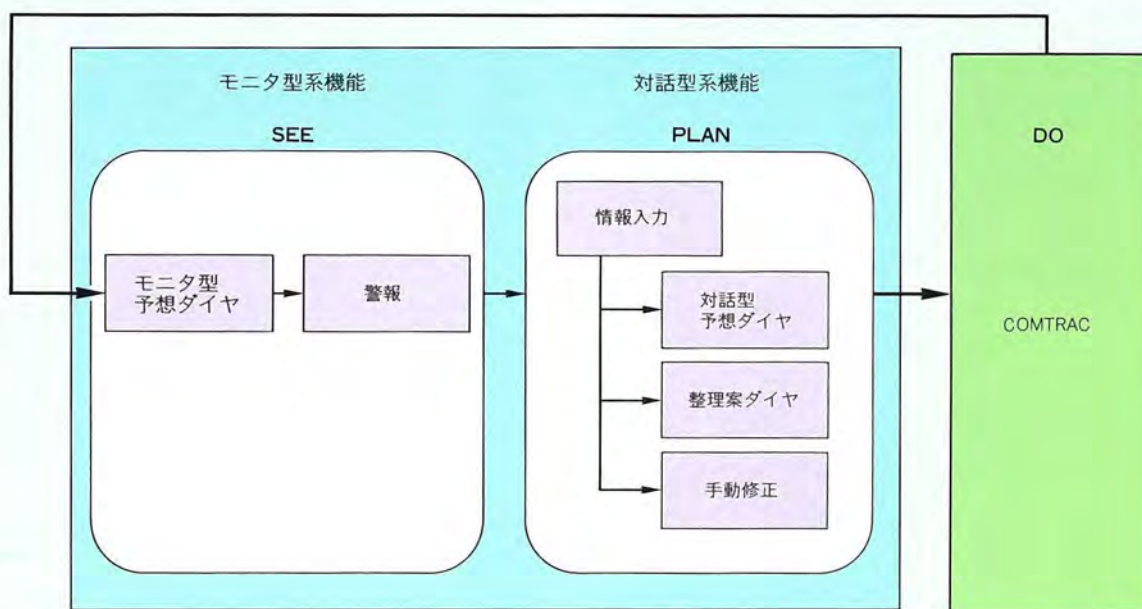 モニタ型系機能
SEE
モニタ型
予想ダイヤ
警報
対話型系機能
PLAN
情報入力
対話型
予想ダイヤ
整理案ダイヤ
手動修正
DO
COMTRAC